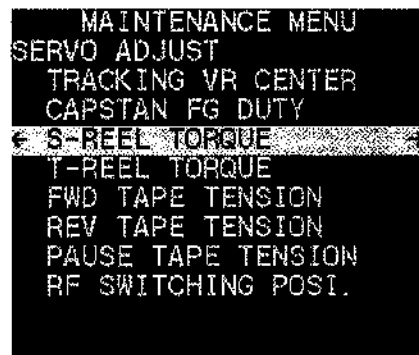 MAINTENANCE MENU
SERVO ADJUST
TRACKING VR CENTER
CAPSTAN FG DUTY
← S-REEL TORQUE →
T-REEL TORQUE
FWD TAPE TENSION
REV TAPE TENSION
PAUSE TAPE TENSION
RF SWITCHING POSI.